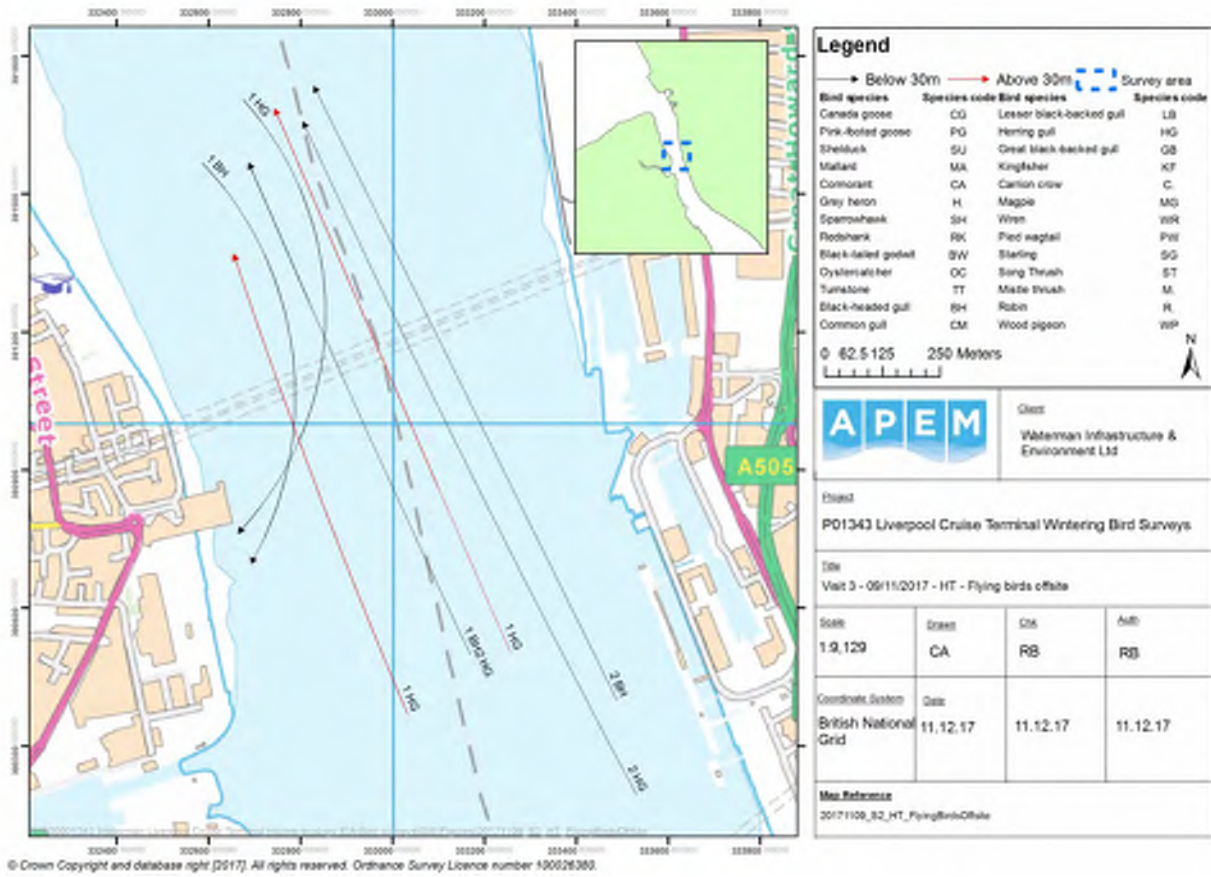 Legend
Below 30m Above 30m Survey area
Bird species Species code Bird species Species code
Canada goose CG Lesser black-backed gull LB
Pink-footed goose PG Herring gull HG
Shelduck SU Great black-backed gull GB
Mallard MA Kingfisher KF
Cormorant CA Carrion crow C.
Grey heron H. Magpie MG
Sparrowhawk SH Wren WR
Redshank RK Pied wagtail PW
Black-tailed godwit BW Starling SG
Oystercatcher OC Song Thrush ST
Turnstone TT Mistle thrush M.
Black-headed gull BH Robin R.
Common gull CM Wood pigeon WP
0 62.5 125 250 Meters
N
APEM
Client
Waterman Infrastructure &
Environment Ltd
Project
P01343 Liverpool Cruise Terminal Wintering Bird Surveys
Title
Visit 3 - 09/11/2017 - HT - Flying birds offsite
Scale Drawn Chk Auth
1:9,129 CA RB RB
Coordinate System Date
British National
Grid
11.12.17 11.12.17 11.12.17
Map Reference
20171109_S2_HT_FlyingBirdsOffsite
1 HG
1 BH
Street
A505
1 BH2 HG
1 HG
2 BH
1 HG
2 HG
© Crown Copyright and database right [2017]. All rights reserved. Ordnance Survey Licence number 100026380.